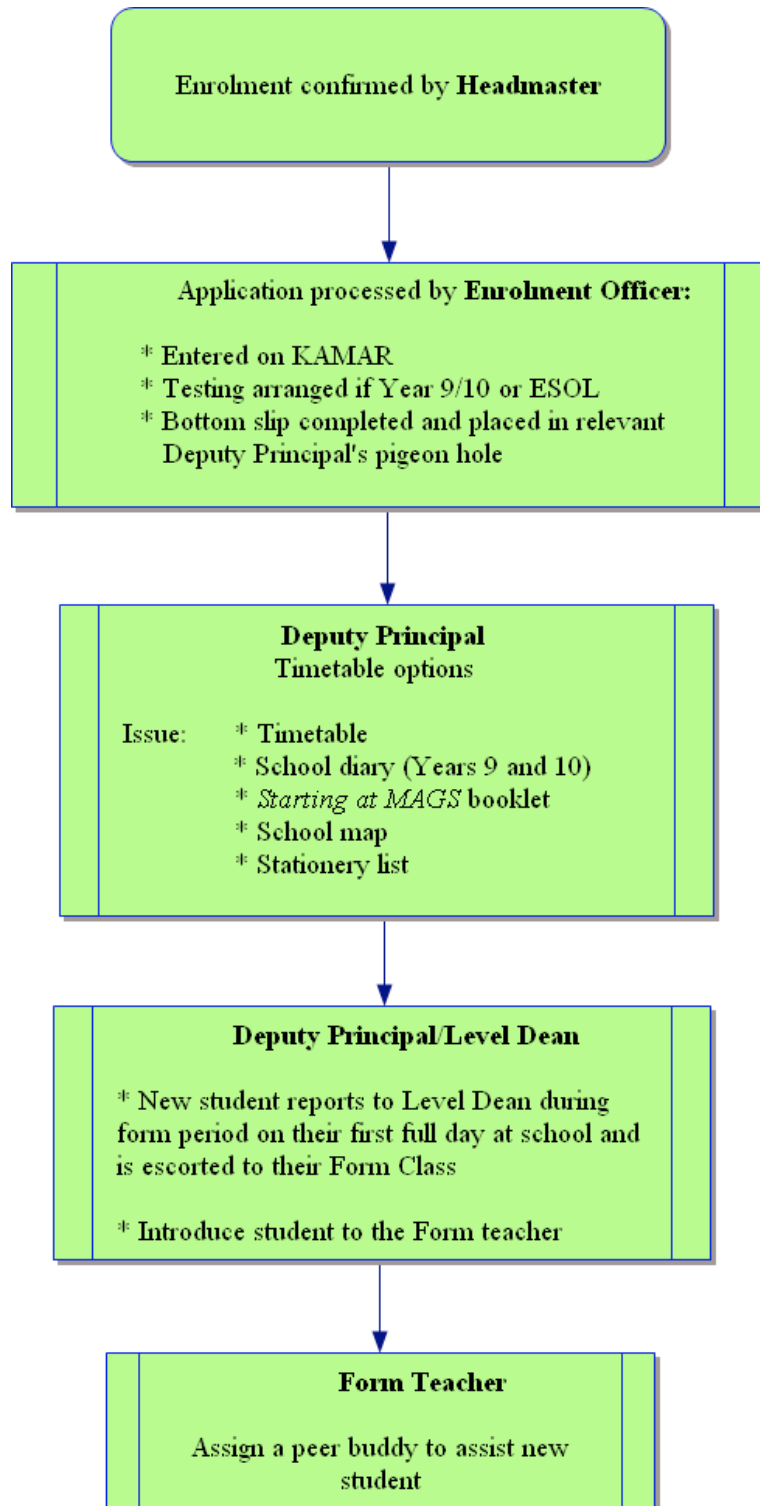 Enrolment confirmed by Headmaster
Application processed by Enrolment Officer:
* Entered on KAMAR
* Testing arranged if Year 9/10 or ESOL
* Bottom slip completed and placed in relevant
Deputy Principal's pigeon hole
Deputy Principal
Timetable options
Issue: * Timetable
* School diary (Years 9 and 10)
* Starting at MAGS booklet
* School map
* Stationery list
Deputy Principal/Level Dean
* New student reports to Level Dean during
form period on their first full day at school and
is escorted to their Form Class
* Introduce student to the Form teacher
Form Teacher
Assign a peer buddy to assist new
student